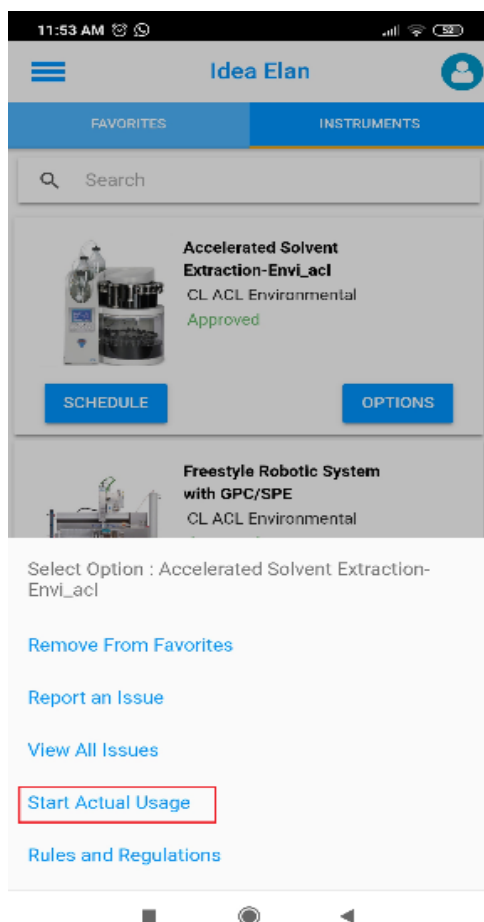 11:53 AM
52
Idea Elan
FAVORITES
INSTRUMENTS
Search
Accelerated Solvent
Extraction-Envi_acl
CL ACL Environmental
Approved
SCHEDULE
OPTIONS
Freestyle Robotic System
with GPC/SPE
CL ACL Environmental
Select Option : Accelerated Solvent Extraction-
Envi_acl
Remove From Favorites
Report an Issue
View All Issues
Start Actual Usage
Rules and Regulations